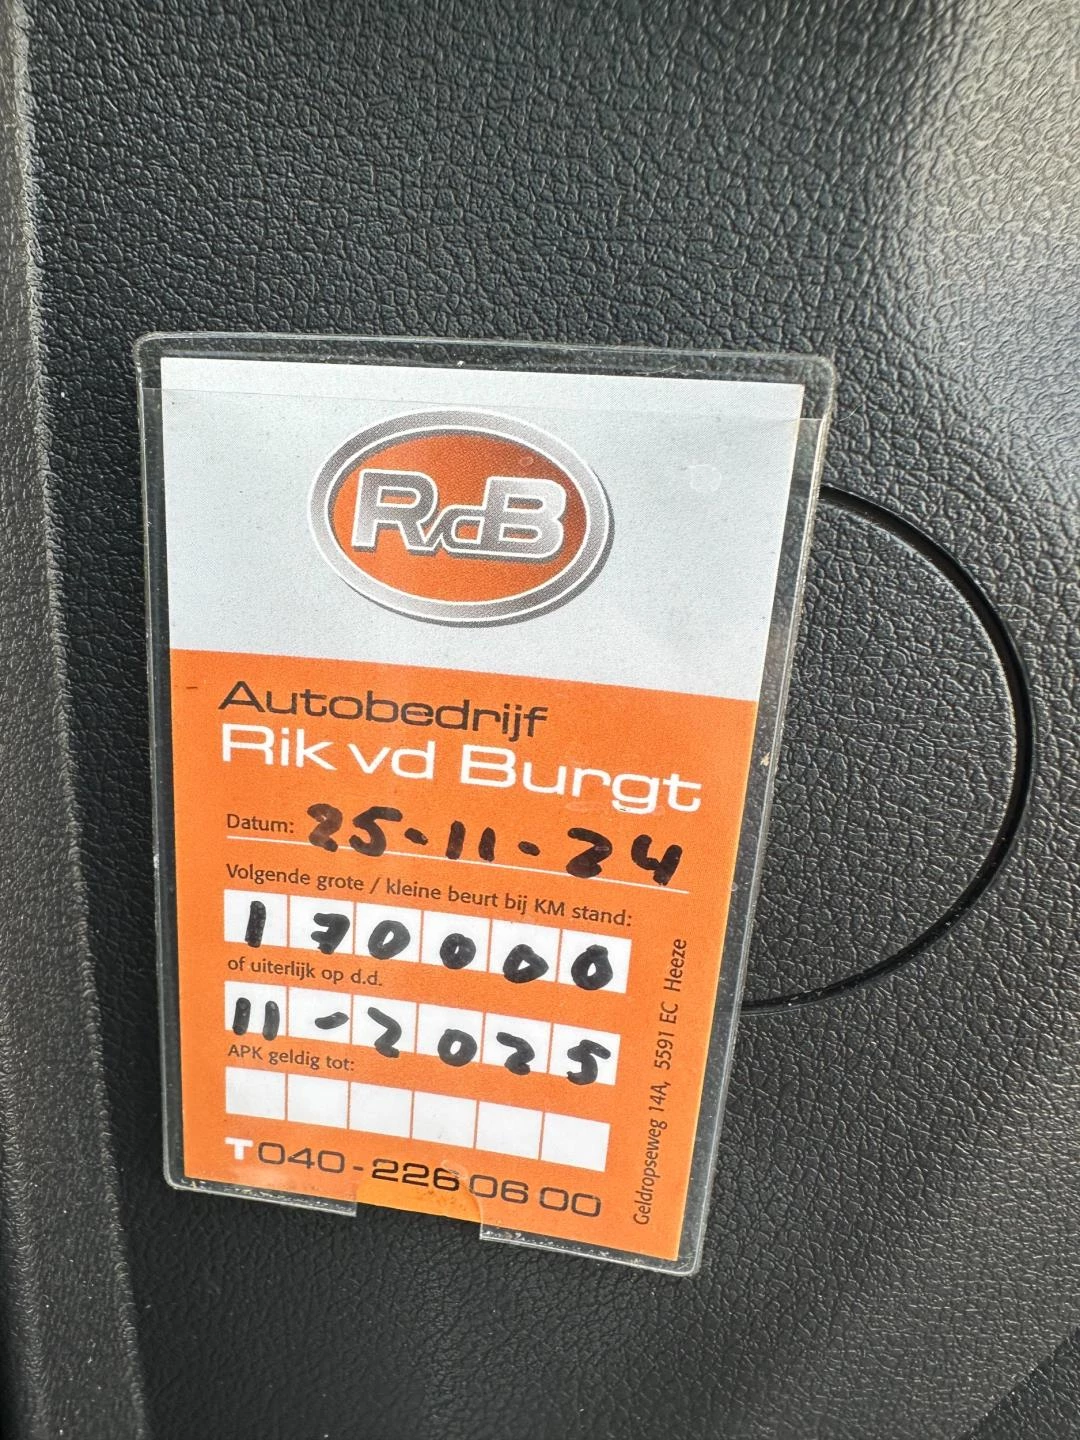 RvdB
Autobedrijf
Rik vd Burgt
Datum: 25-11-24
Volgende grote / kleine beurt bij KM stand:
170000
of uiterlijk op d.d.
11-2025
APK geldig tot:
T 040-226 06 00
Geldropseweg 14A, 5591 EC Heeze